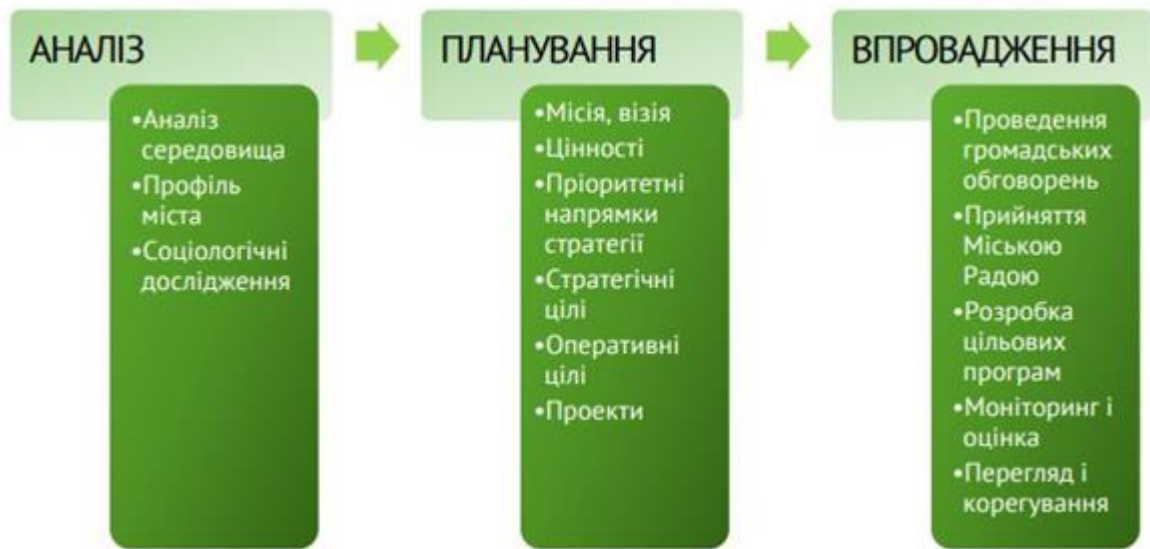 АНАЛІЗ
•Аналіз
середовища
•Профіль
міста
•Соціологічні
дослідження
ПЛАНУВАННЯ
•Місія, візія
•Цінності
•Пріоритетні
напрямки
стратегії
•Стратегічні
цілі
•Оперативні
цілі
•Проекти
ВПРОВАДЖЕННЯ
•Проведення
громадських
обговорень
•Прийняття
Міською
Радою
•Розробка
цільових
програм
•Моніторинг і
оцінка
•Перегляд і
корегування